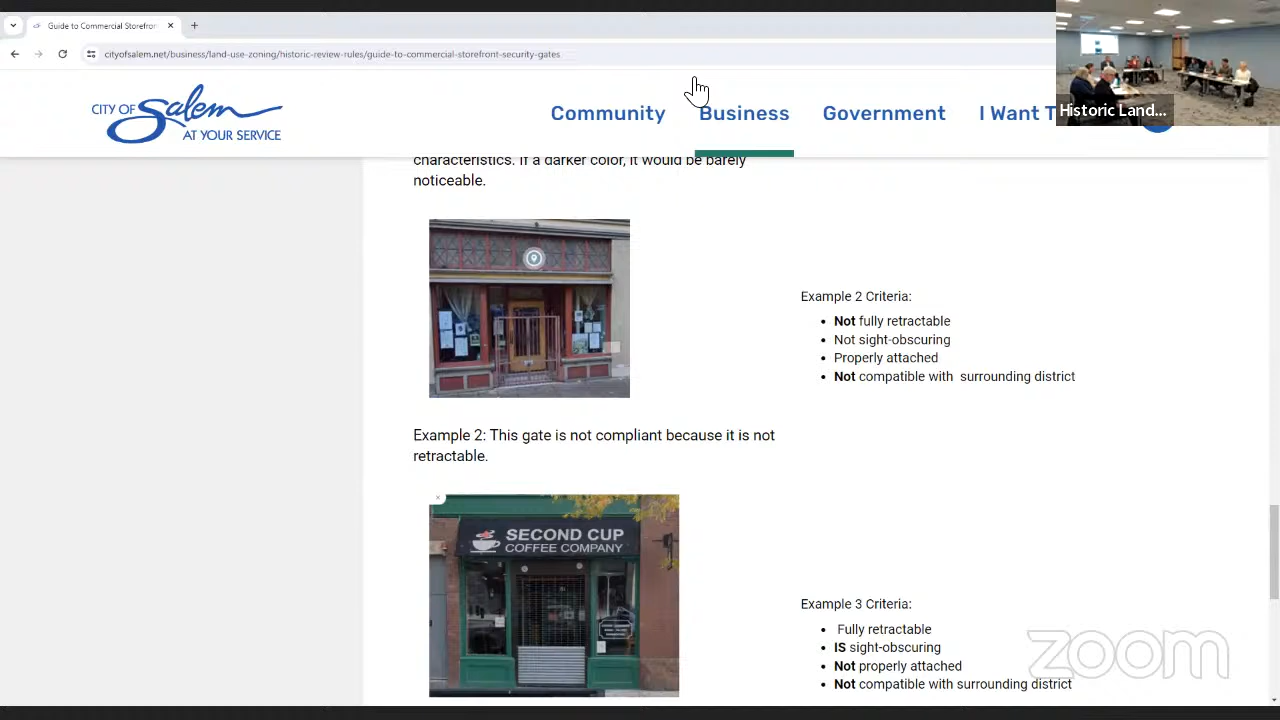 Guide to Commercial Storefror
cityofsalem.net/business/land-use-zoning/historic-review-rules/guide-to-commercial-storefront-security-gates
CITY OF Salem
AT YOUR SERVICE
Community
Business
Government
I Want T
Historic Land...
characteristics. If a darker color, it would be barely
noticeable.
Example 2 Criteria:
Not fully retractable
Not sight-obscuring
Properly attached
Not compatible with surrounding district
Example 2: This gate is not compliant because it is not
retractable.
SECOND CUP
COFFEE COMPANY
Example 3 Criteria:
Fully retractable
IS sight-obscuring
Not properly attached
Not compatible with surrounding district
zoom